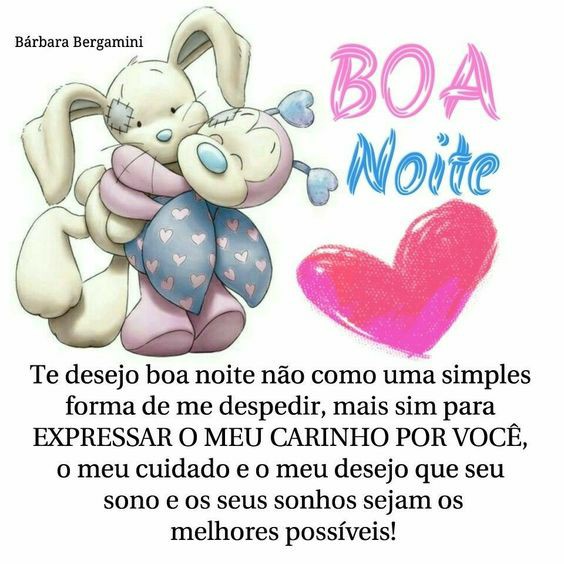 Bárbara Bergamini
BOA
Noite
Te desejo boa noite não como uma simples
forma de me despedir, mais sim para
EXPRESSAR O MEU CARINHO POR VOCÊ,
o meu cuidado e o meu desejo que seu
sono e os seus sonhos sejam os
melhores possíveis!